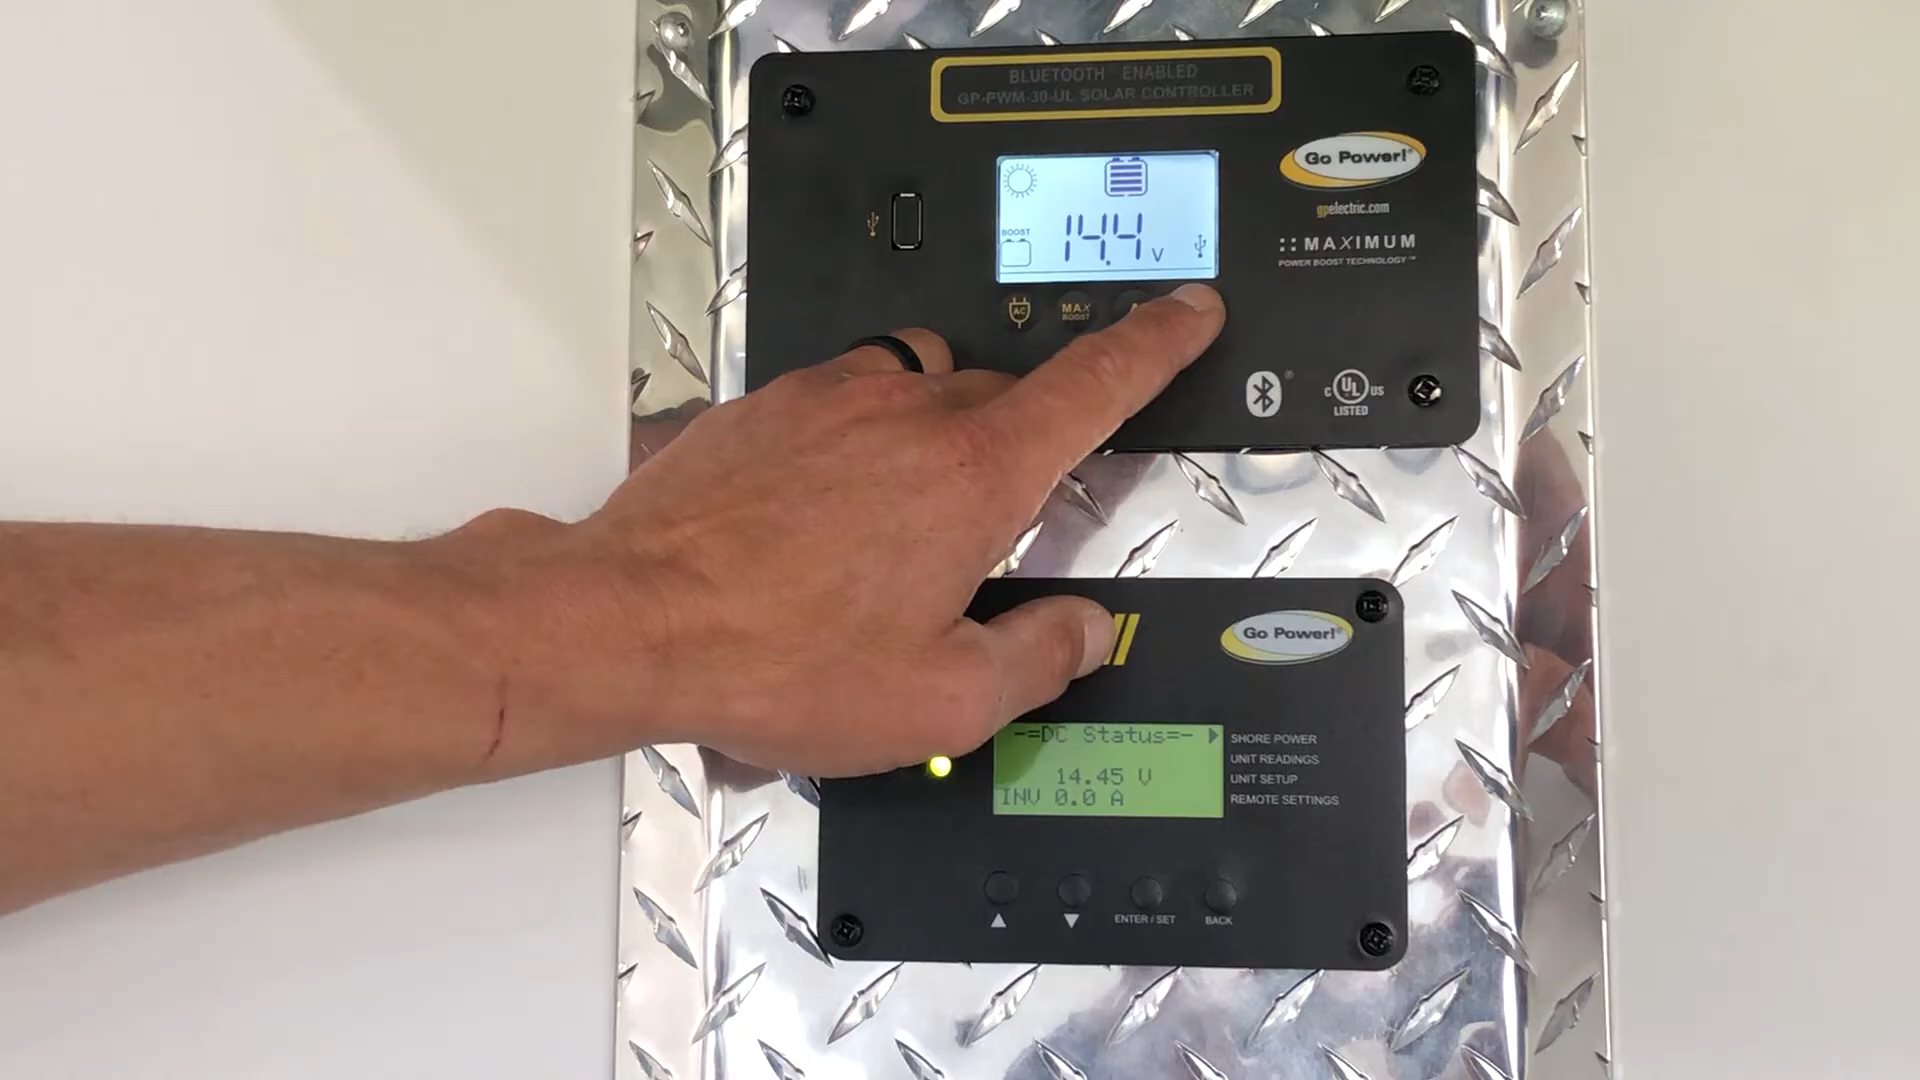 BLUETOOTH ENABLED
GP-PWM-30-UL SOLAR CONTROLLER
Go Power!®
gpelectric.com
MAXIMUM
POWER BOOST TECHNOLOGY™
BOOST
14.4 V
AC
MAX
BOOST
®
C UL US
LISTED
Go Power!®
-=DC Status=-
14.45 V
INV 0.0 A
SHORE POWER
UNIT READINGS
UNIT SETUP
REMOTE SETTINGS
ENTER / SET
BACK